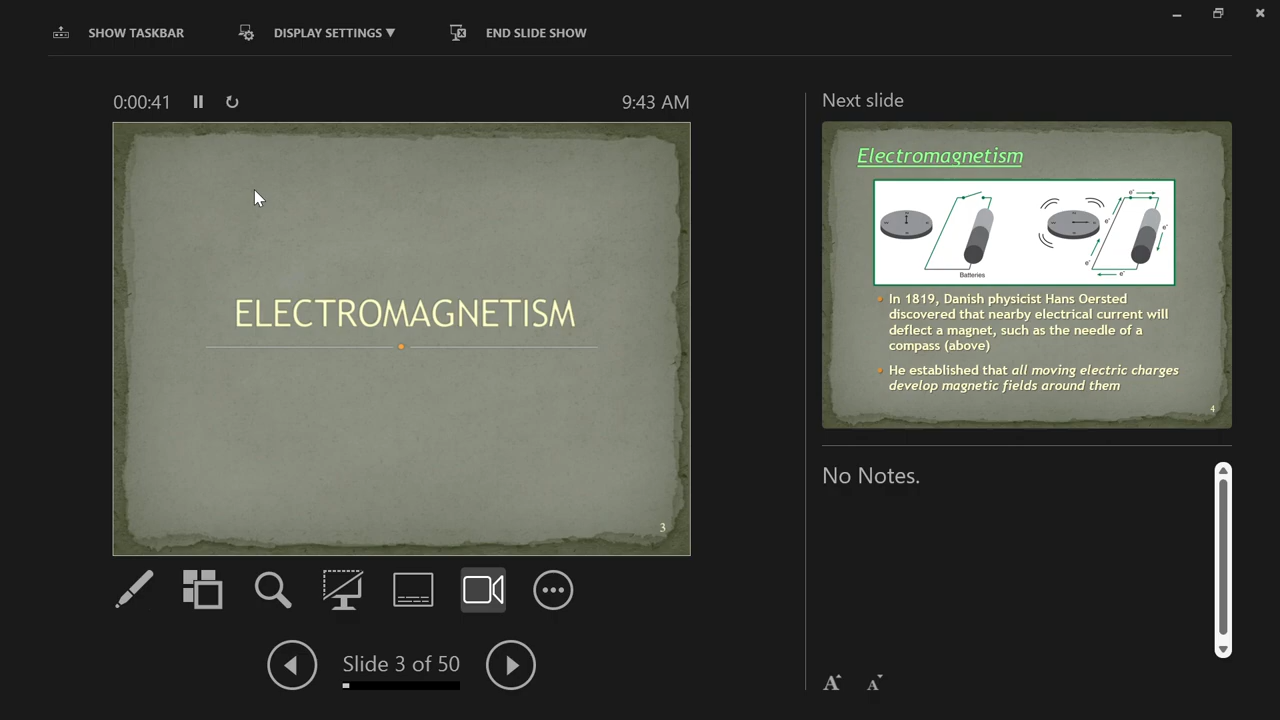 SHOW TASKBAR
DISPLAY SETTINGS ▼
END SLIDE SHOW
0:00:41
9:43 AM
ELECTROMAGNETISM
3
Slide 3 of 50
Next slide
Electromagnetism
e-
e-
e-
e-
e-
Batteries
In 1819, Danish physicist Hans Oersted
discovered that nearby electrical current will
deflect a magnet, such as the needle of a
compass (above)
He established that all moving electric charges
develop magnetic fields around them
4
No Notes.
A
A